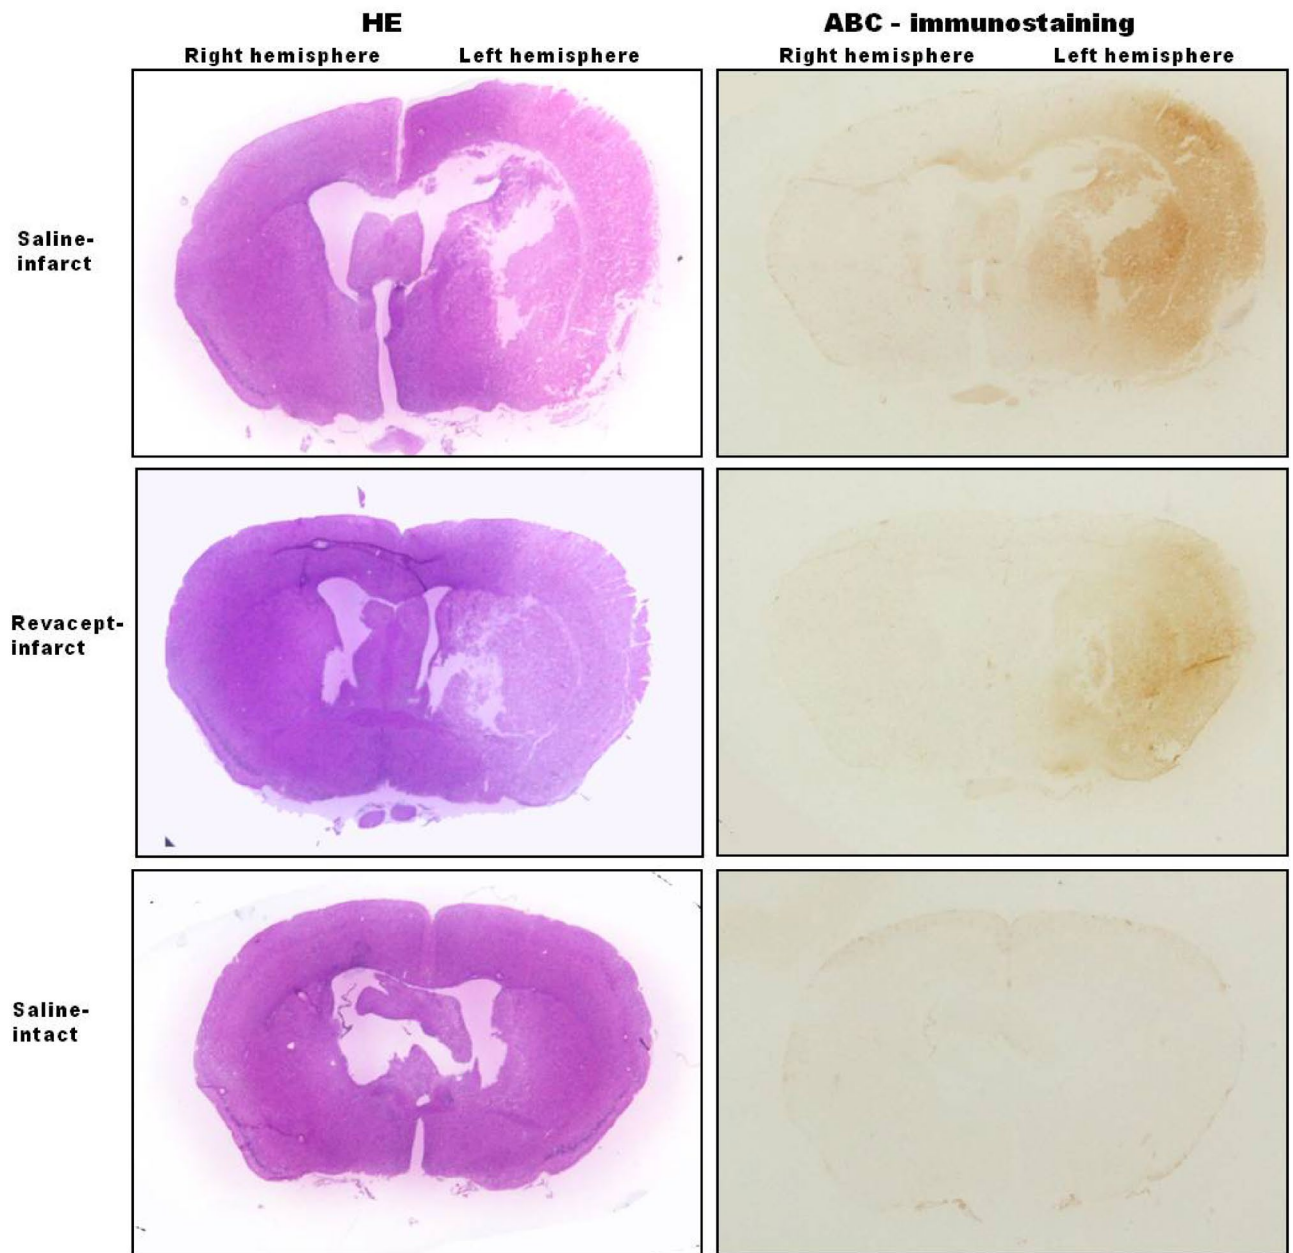 HE
ABC - immunostaining
Right hemisphere
Left hemisphere
Right hemisphere
Left hemisphere
Saline-
infarct
Revacept-
infarct
Saline-
intact